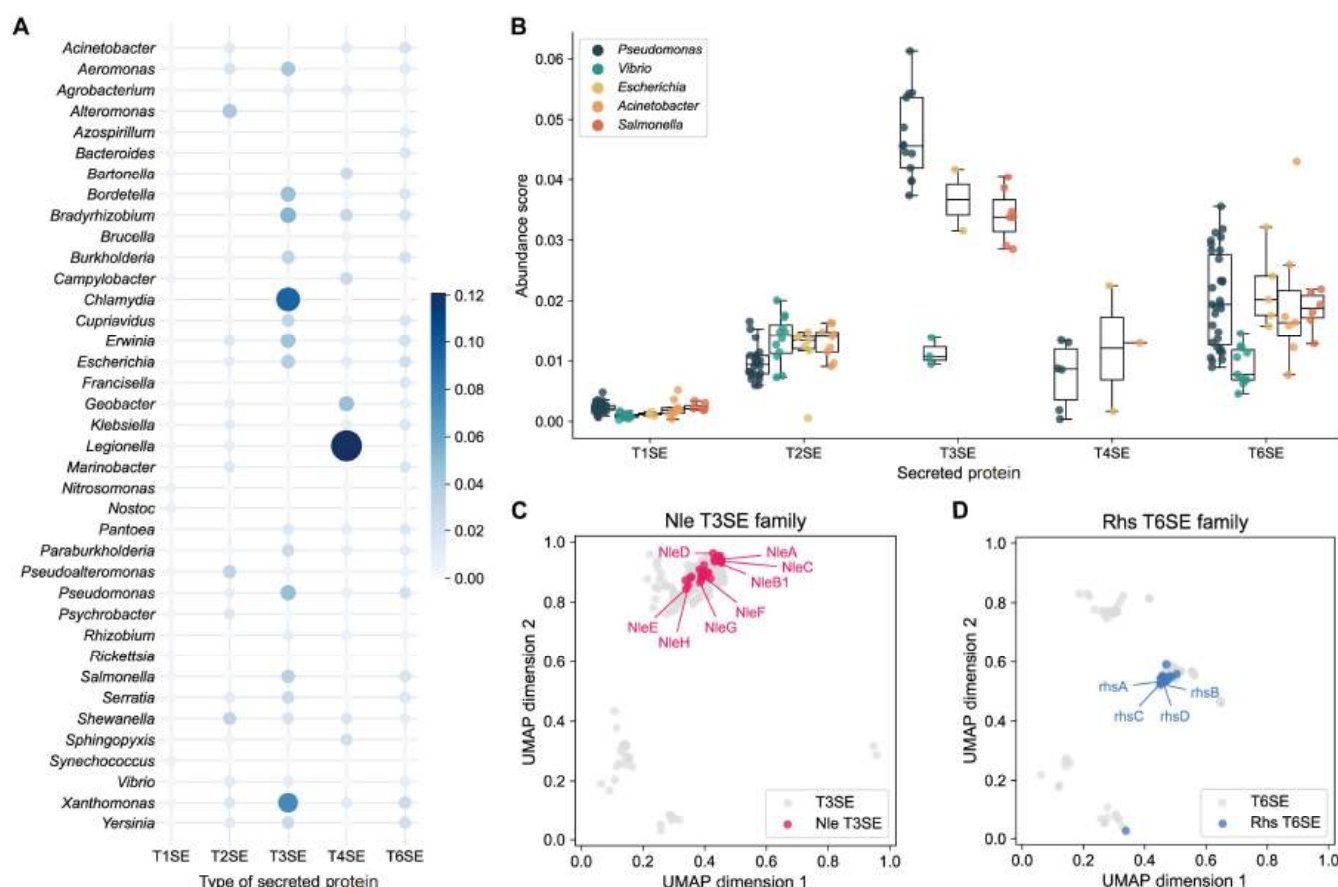 A
Acinetobacter
Aeromonas
Agrobacterium
Alteromonas
Azospirillum
Bacteroides
Bartonella
Bordetella
Bradyrhizobium
Brucella
Burkholderia
Campylobacter
Chlamydia
Cupriavidus
Erwinia
Escherichia
Francisella
Geobacter
Klebsiella
Legionella
Marinobacter
Nitrosomonas
Nostoc
Pantoea
Paraburkholderia
Pseudoalteromonas
Pseudomonas
Psychrobacter
Rhizobium
Rickettsia
Salmonella
Serratia
Shewanella
Sphingopyxis
Synechococcus
Vibrio
Xanthomonas
Yersinia
T1SE T2SE T3SE T4SE T6SE
Type of secreted protein
0.12
0.10
0.08
0.06
0.04
0.02
0.00
B
Pseudomonas
Vibrio
Escherichia
Acinetobacter
Salmonella
Abundance score
0.06
0.05
0.04
0.03
0.02
0.01
0.00
T1SE T2SE T3SE T4SE T6SE
Secreted protein
C
Nle T3SE family
UMAP dimension 2
1.0
0.8
0.6
0.4
0.2
0.0
NleD
NleA
NleC
NleB1
NleF
NleE
NleG
NleH
T3SE
Nle T3SE
0.0 0.2 0.4 0.6 0.8 1.0
UMAP dimension 1
D
Rhs T6SE family
UMAP dimension 2
1.0
0.8
0.6
0.4
0.2
0.0
rhsA
rhsB
rhsC
rhsD
T6SE
Rhs T6SE
0.0 0.2 0.4 0.6 0.8 1.0
UMAP dimension 1